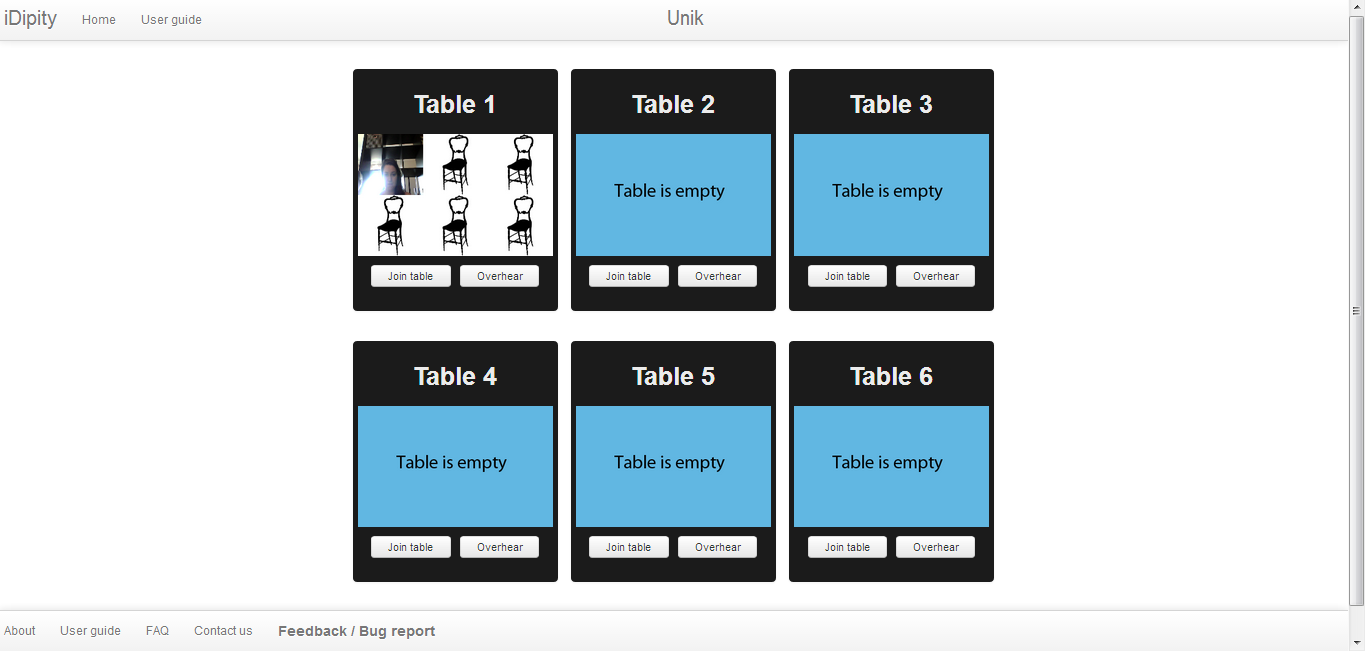 iDipity Home User guide Unik
Table 1 Table 2 Table 3
Table is empty Table is empty
Join table Overhear Join table Overhear Join table Overhear
Table 4 Table 5 Table 6
Table is empty Table is empty Table is empty
Join table Overhear Join table Overhear Join table Overhear
About User guide FAQ Contact us Feedback / Bug report